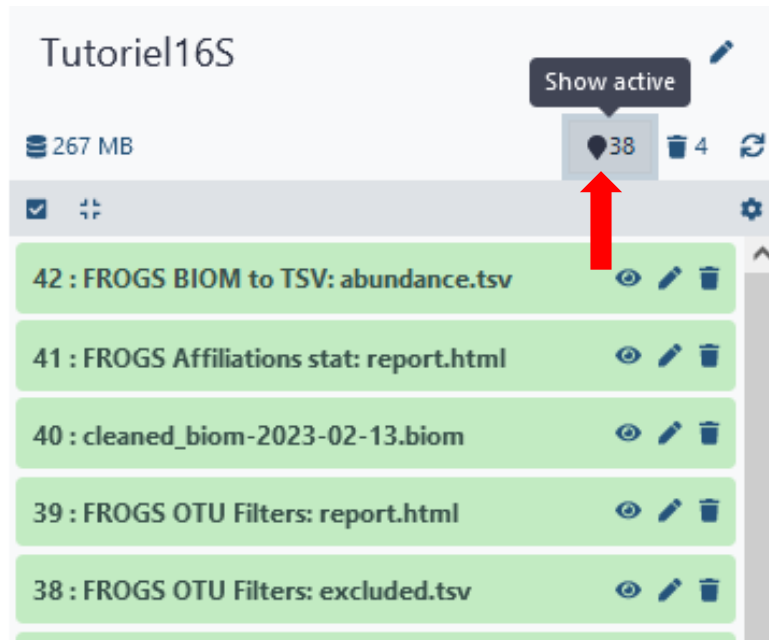 Tutoriel16S
Show active
267 MB
38
4
42 : FROGS BIOM to TSV: abundance.tsv
41 : FROGS Affiliations stat: report.html
40 : cleaned_biom-2023-02-13.biom
39 : FROGS OTU Filters: report.html
38 : FROGS OTU Filters: excluded.tsv